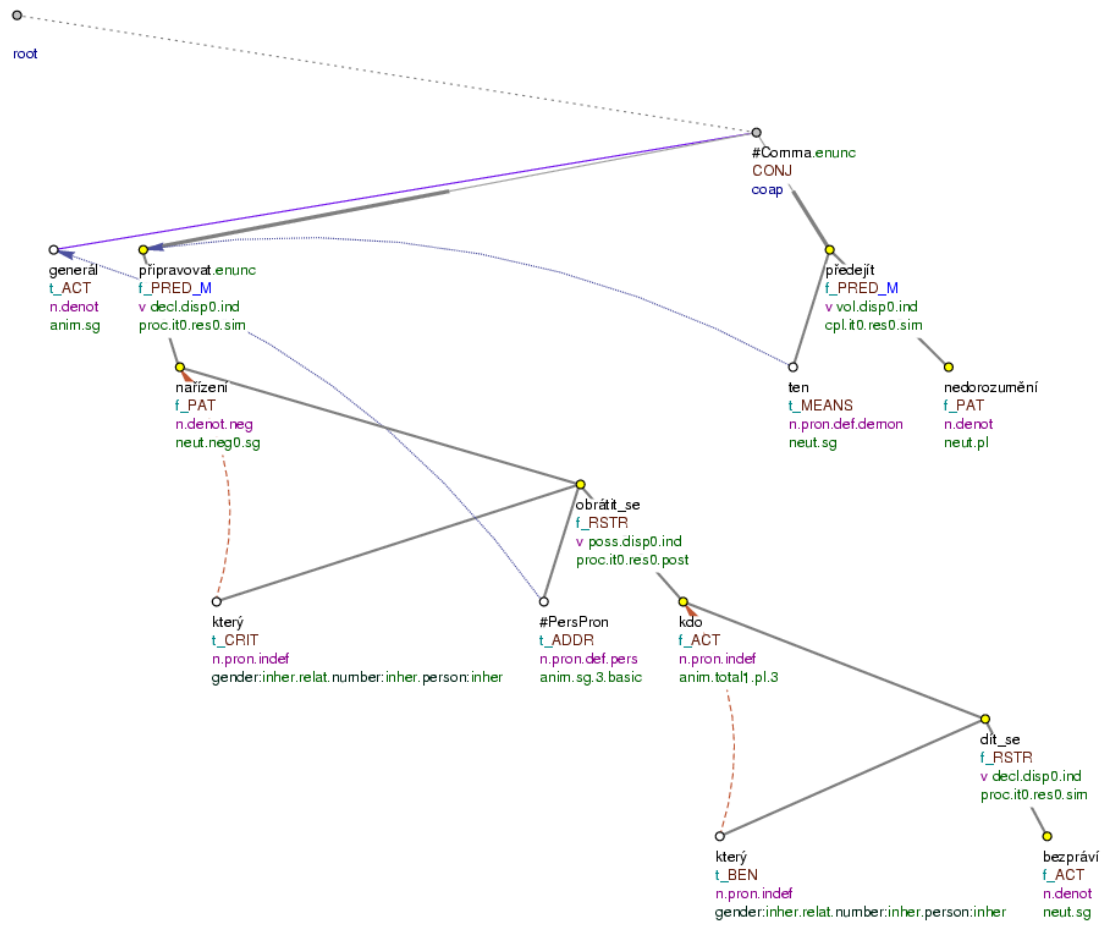 root
#Comma.enunc
CONJ
coap
generál
t_ACT
n.denot
anim.sg
připravovat.enunc
f_PRED_M
v decl.disp0.ind
proc.it0.res0.sim
předejít
f_PRED_M
v vol.disp0.ind
cpl.it0.res0.sim
nařízení
f_PAT
n.denot.neg
neut.neg0.sg
ten
t_MEANS
n.pron.def.demon
neut.sg
nedorozumění
f_PAT
n.denot
neut.pl
obrátit_se
f_RSTR
v poss.disp0.ind
proc.it0.res0.post
který
t_CRIT
n.pron.indef
gender:inher.relat.number:inher.person:inher
#PersPron
t_ADDR
n.pron.def.pers
anim.sg.3.basic
kdo
f_ACT
n.pron.indef
anim.total1.pl.3
dít_se
f_RSTR
v decl.disp0.ind
proc.it0.res0.sim
který
t_BEN
n.pron.indef
gender:inher.relat.number:inher.person:inher
bezpráví
f_ACT
n.denot
neut.sg